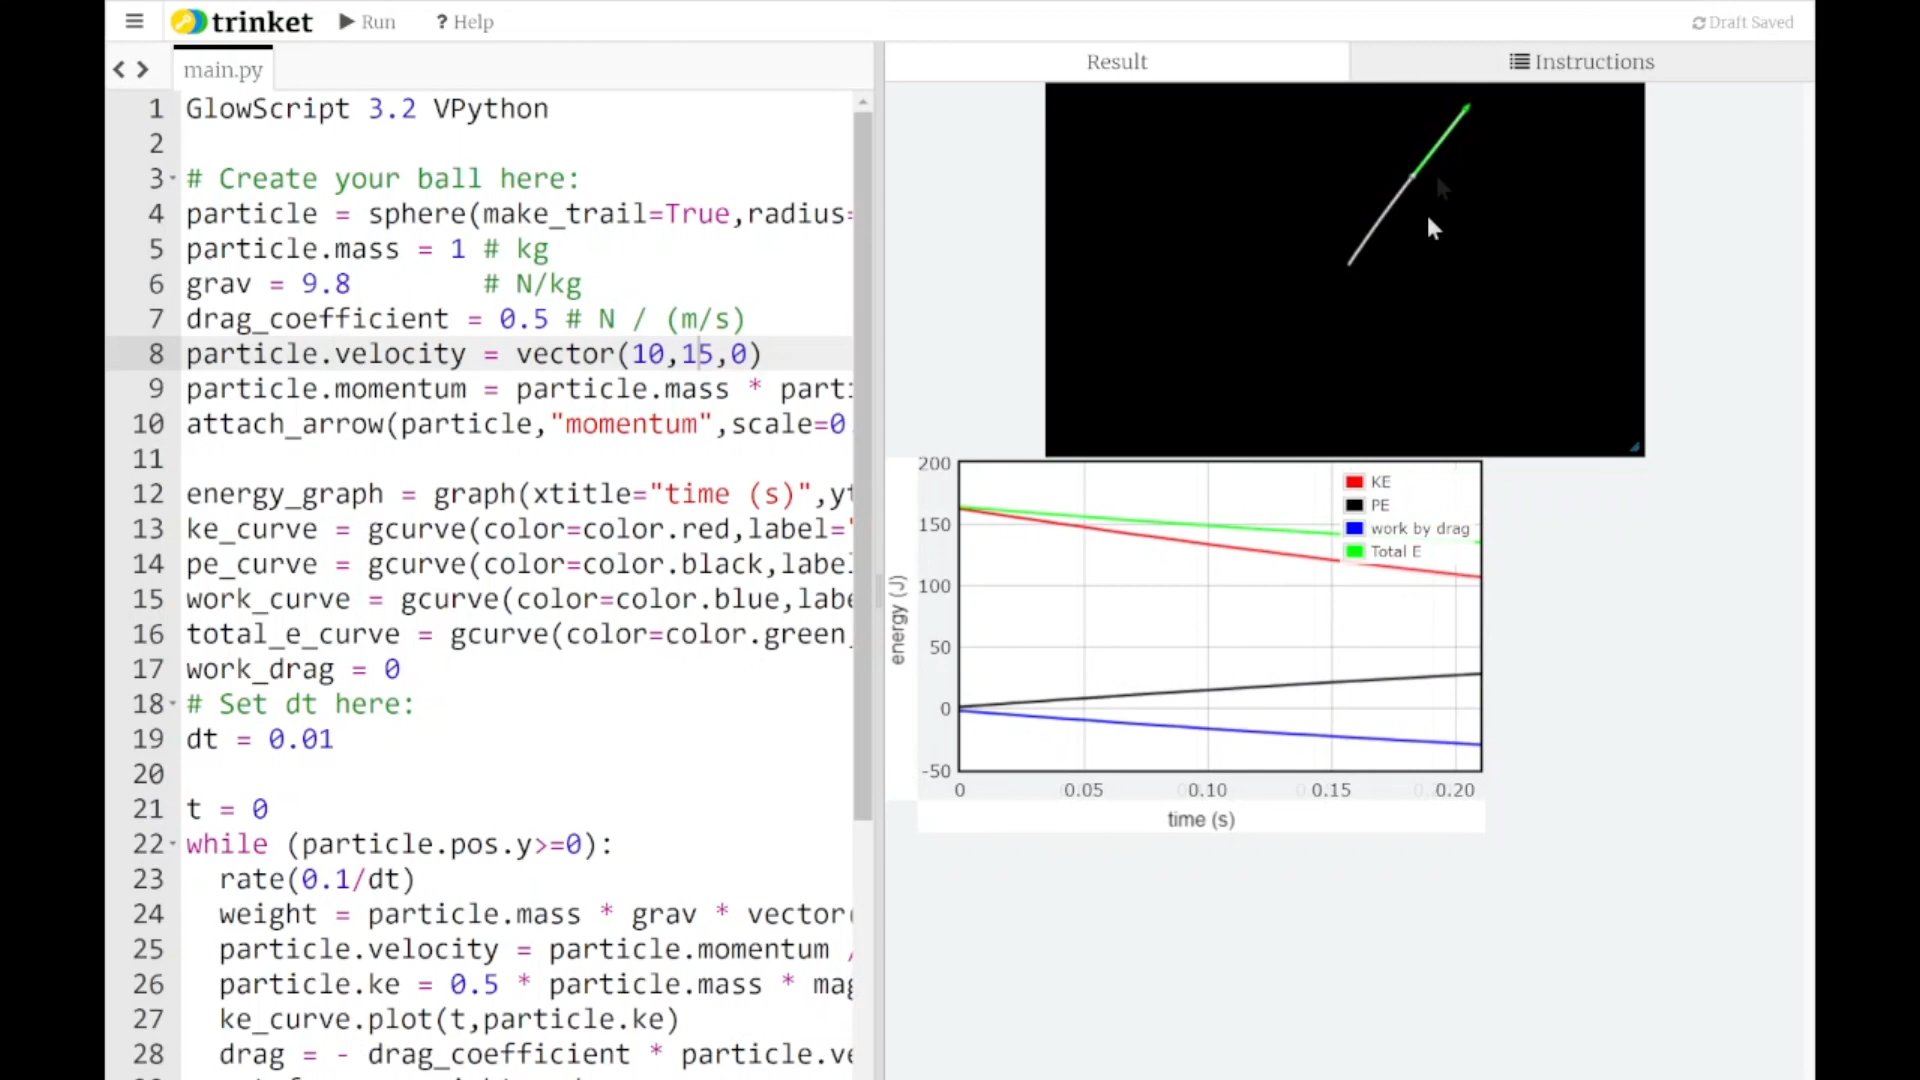 trinket
Run
? Help
Draft Saved
main.py
Result
Instructions
1 GlowScript 3.2 VPython
2
3 # Create your ball here:
4 particle = sphere(make_trail=True,radius=
5 particle.mass = 1 # kg
6 grav = 9.8 # N/kg
7 drag_coefficient = 0.5 # N / (m/s)
8 particle.velocity = vector(10,15,0)
9 particle.momentum = particle.mass * part
10 attach_arrow(particle,"momentum",scale=0
11
12 energy_graph = graph(xtitle="time (s)",yt
13 ke_curve = gcurve(color=color.red,label="
14 pe_curve = gcurve(color=color.black,labe
15 work_curve = gcurve(color=color.blue,labe
16 total_e_curve = gcurve(color=color.green,
17 work_drag = 0
18 # Set dt here:
19 dt = 0.01
20
21 t = 0
22 while (particle.pos.y>=0):
23 rate(0.1/dt)
24 weight = particle.mass * grav * vector(
25 particle.velocity = particle.momentum /
26 particle.ke = 0.5 * particle.mass * mag
27 ke_curve.plot(t,particle.ke)
28 drag = - drag_coefficient * particle.ve
200
150
100
50
0
-50
energy (J)
KE
PE
work by drag
Total E
0 0.05 0.10 0.15 0.20
time (s)